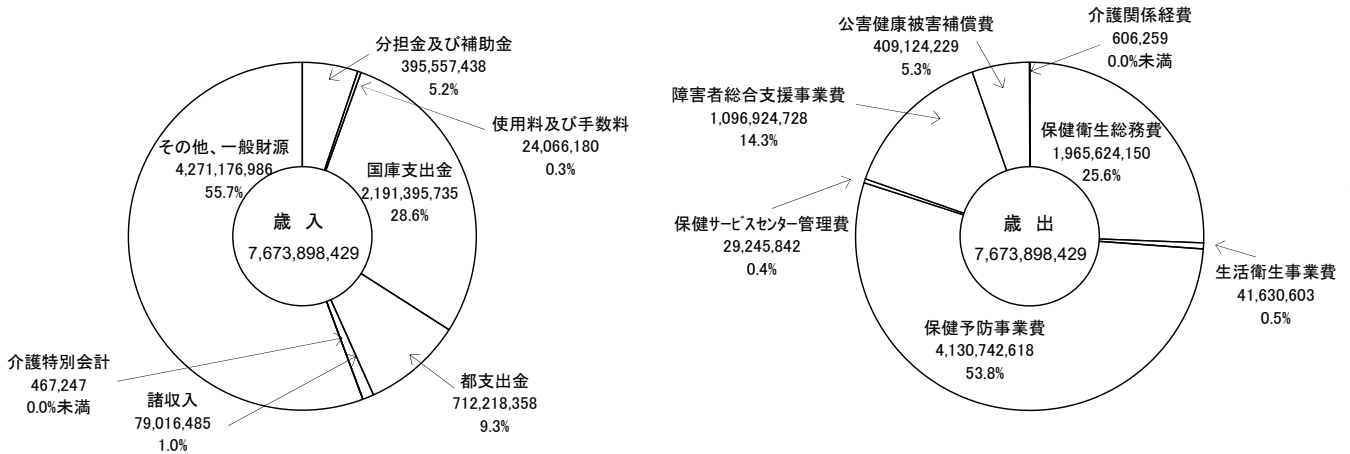 分担金及び補助金
395,557,438
5.2%
使用料及び手数料
24,066,180
0.3%
国庫支出金
2,191,395,735
28.6%
都支出金
712,218,358
9.3%
諸収入
79,016,485
1.0%
介護特別会計
467,247
0.0%未満
その他、一般財源
4,271,176,986
55.7%
歳 入
7,673,898,429
介護関係経費
606,259
0.0%未満
保健衛生総務費
1,965,624,150
25.6%
生活衛生事業費
41,630,603
0.5%
保健予防事業費
4,130,742,618
53.8%
保健サービスセンター管理費
29,245,842
0.4%
障害者総合支援事業費
1,096,924,728
14.3%
公害健康被害補償費
409,124,229
5.3%
歳 出
7,673,898,429